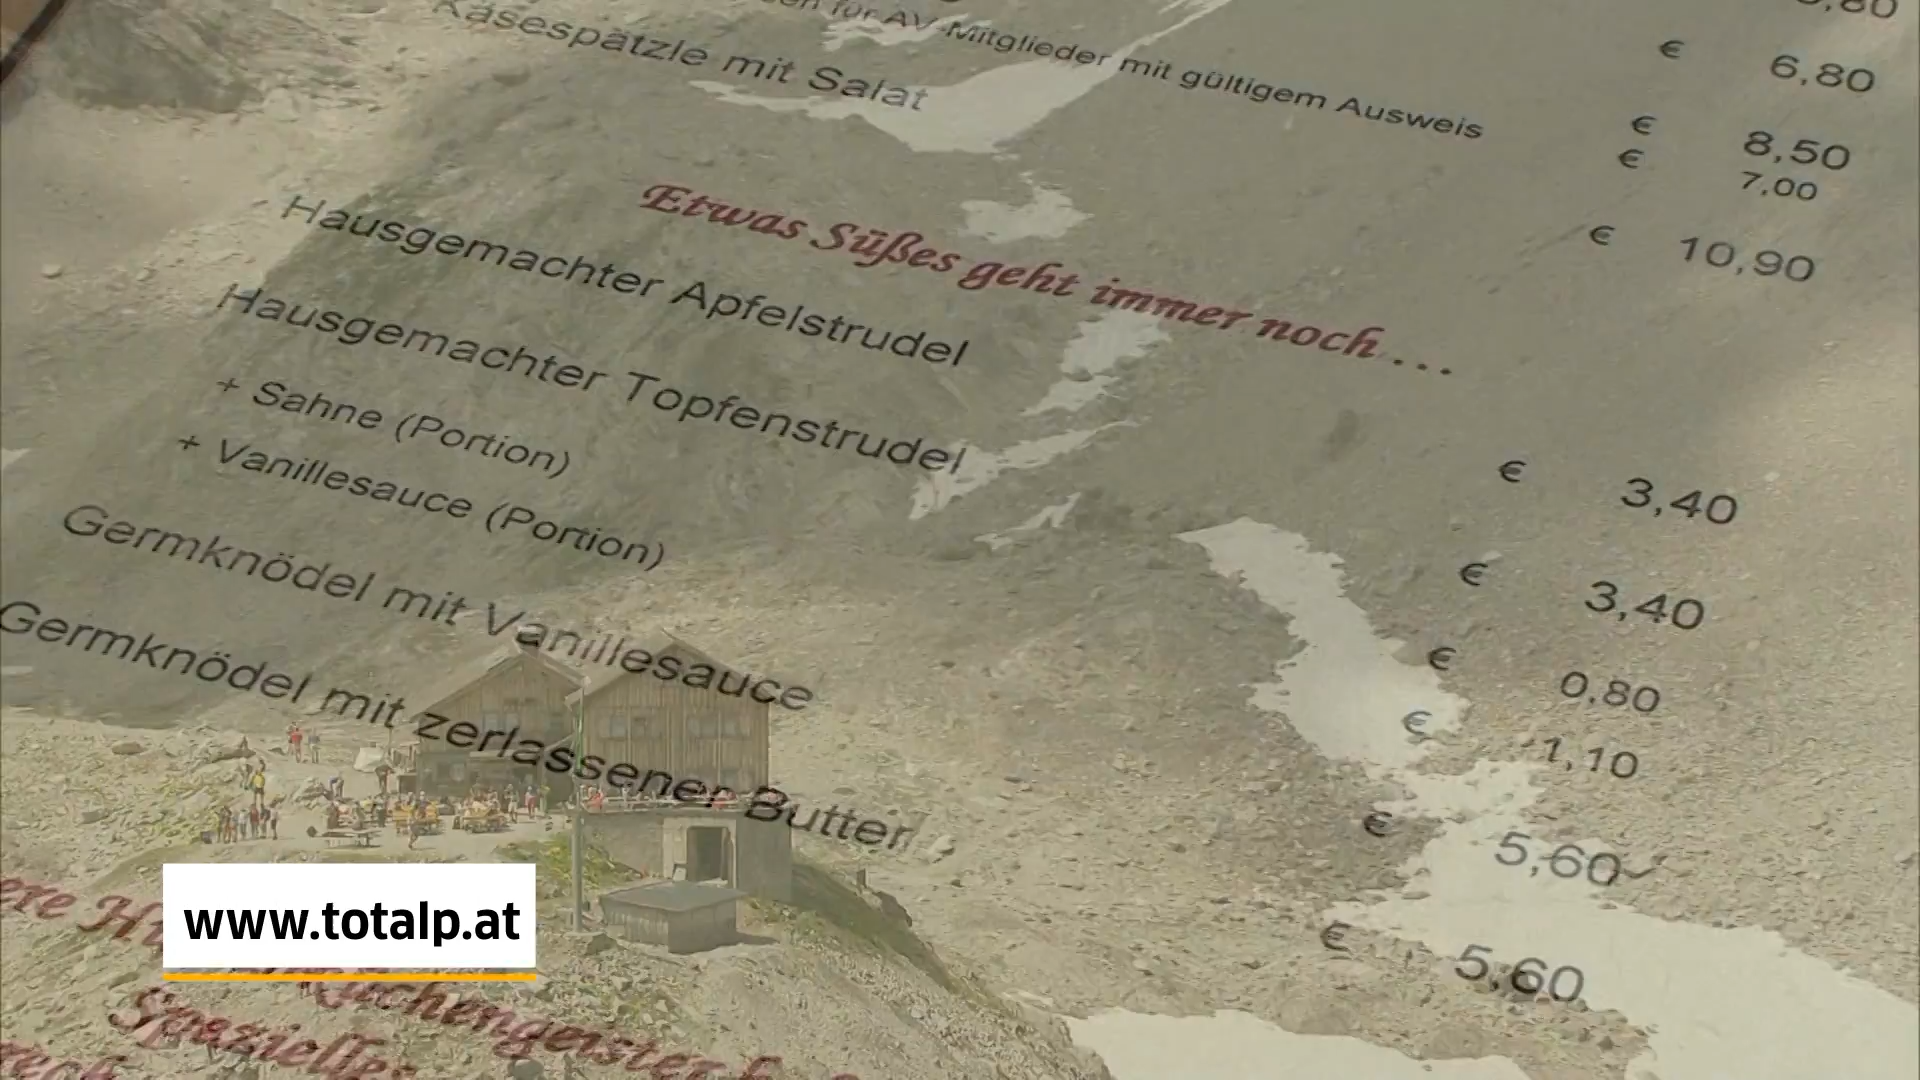 für AV-Mitglieder mit gültigem Ausweis
Käsespätzle mit Salat
€ 6,80
€ 8,50
€ 7,00
€ 10,90
Etwas Süßes geht immer noch...
Hausgemachter Apfelstrudel € 3,40
Hausgemachter Topfenstrudel € 3,40
+ Sahne (Portion) € 0,80
+ Vanillesauce (Portion) € 1,10
Germknödel mit Vanillesauce € 5,60
Germknödel mit zerlassener Butter € 5,60
www.totalp.at